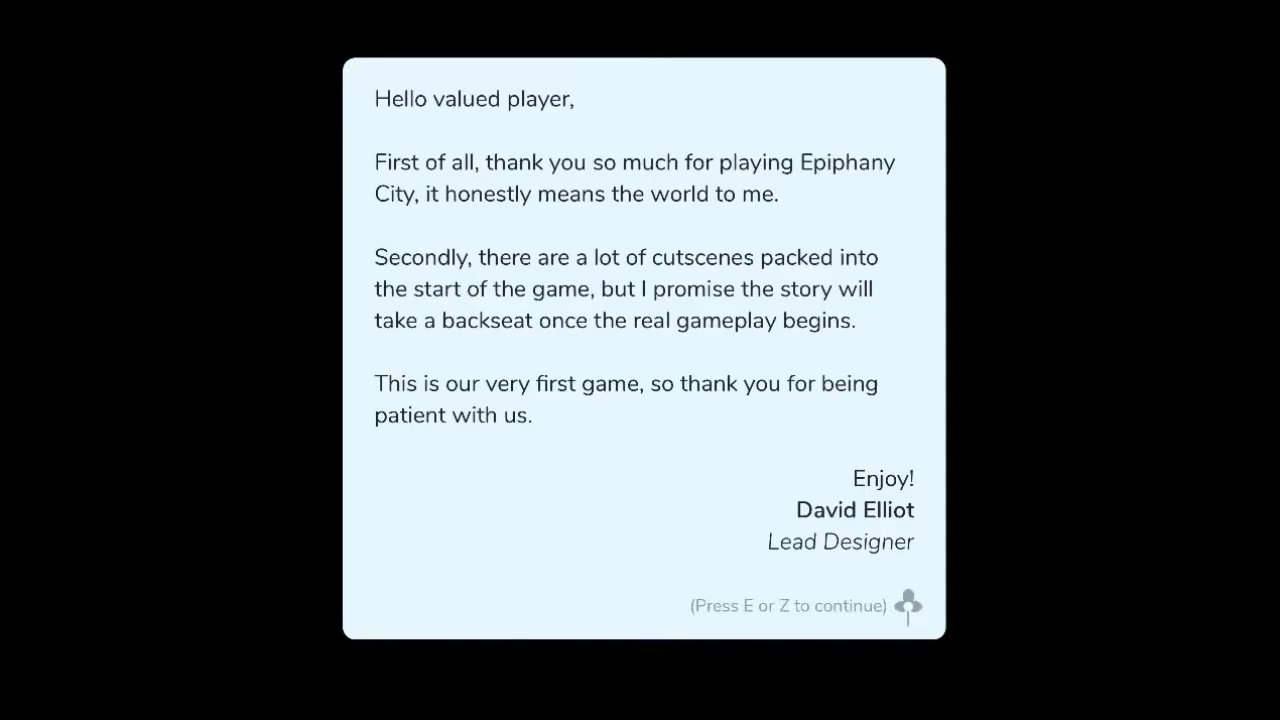 Hello valued player,
First of all, thank you so much for playing Epiphany
City, it honestly means the world to me.
Secondly, there are a lot of cutscenes packed into
the start of the game, but I promise the story will
take a backseat once the real gameplay begins.
This is our very first game, so thank you for being
patient with us.
Enjoy!
David Elliot
Lead Designer
(Press E or Z to continue)